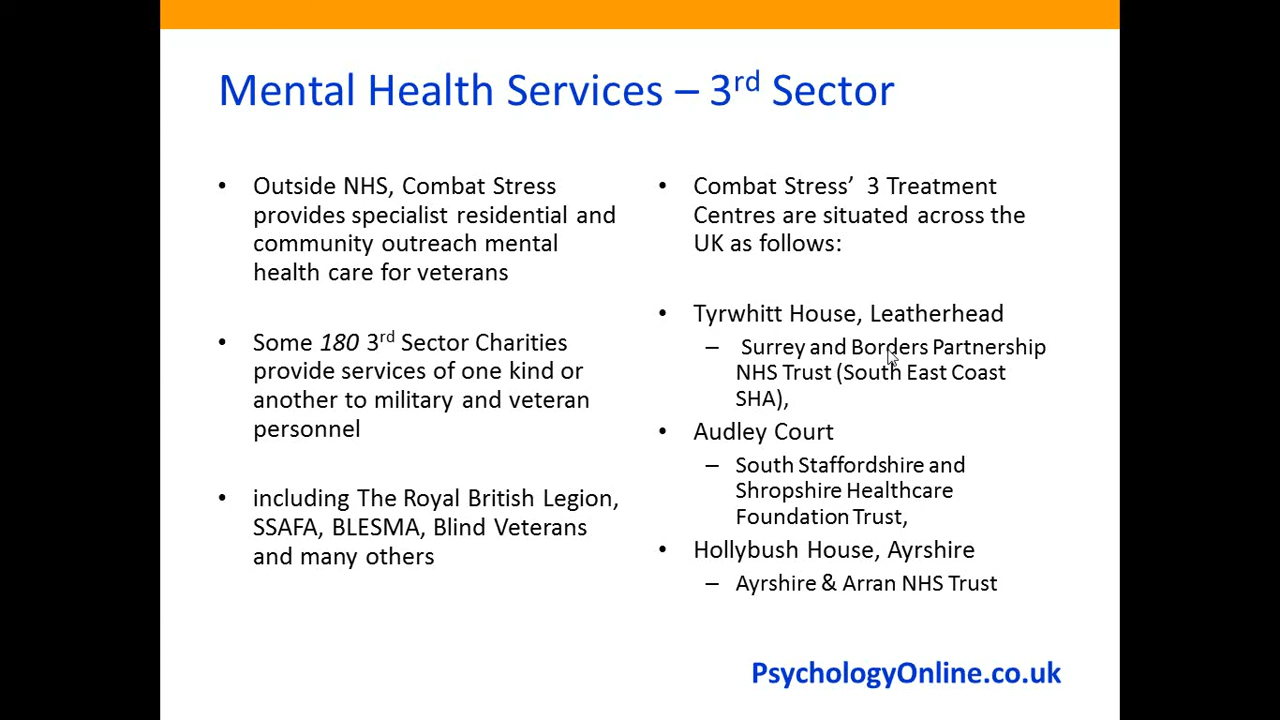 Mental Health Services – 3rd Sector
• Outside NHS, Combat Stress
provides specialist residential and
community outreach mental
health care for veterans
• Some 180 3rd Sector Charities
provide services of one kind or
another to military and veteran
personnel
• including The Royal British Legion,
SSAFA, BLESMA, Blind Veterans
and many others
• Combat Stress’ 3 Treatment
Centres are situated across the
UK as follows:
• Tyrwhitt House, Leatherhead
– Surrey and Borders Partnership
NHS Trust (South East Coast
SHA),
• Audley Court
– South Staffordshire and
Shropshire Healthcare
Foundation Trust,
• Hollybush House, Ayrshire
– Ayrshire & Arran NHS Trust
PsychologyOnline.co.uk